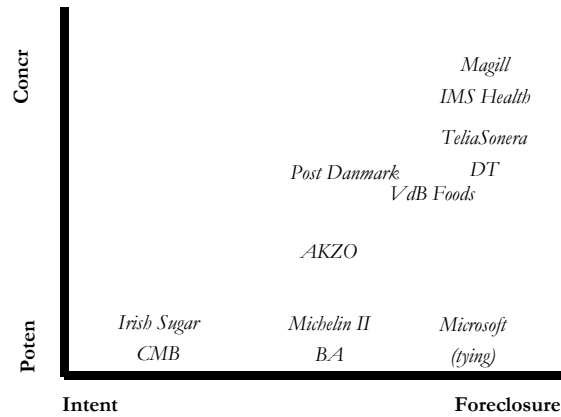 Concr
Magill
IMS Health
TeliaSonera
Post Danmark DT
VdB Foods
AKZO
Irish Sugar Michelin II Microsoft
Poten
CMB BA (tying)
Intent Foreclosure